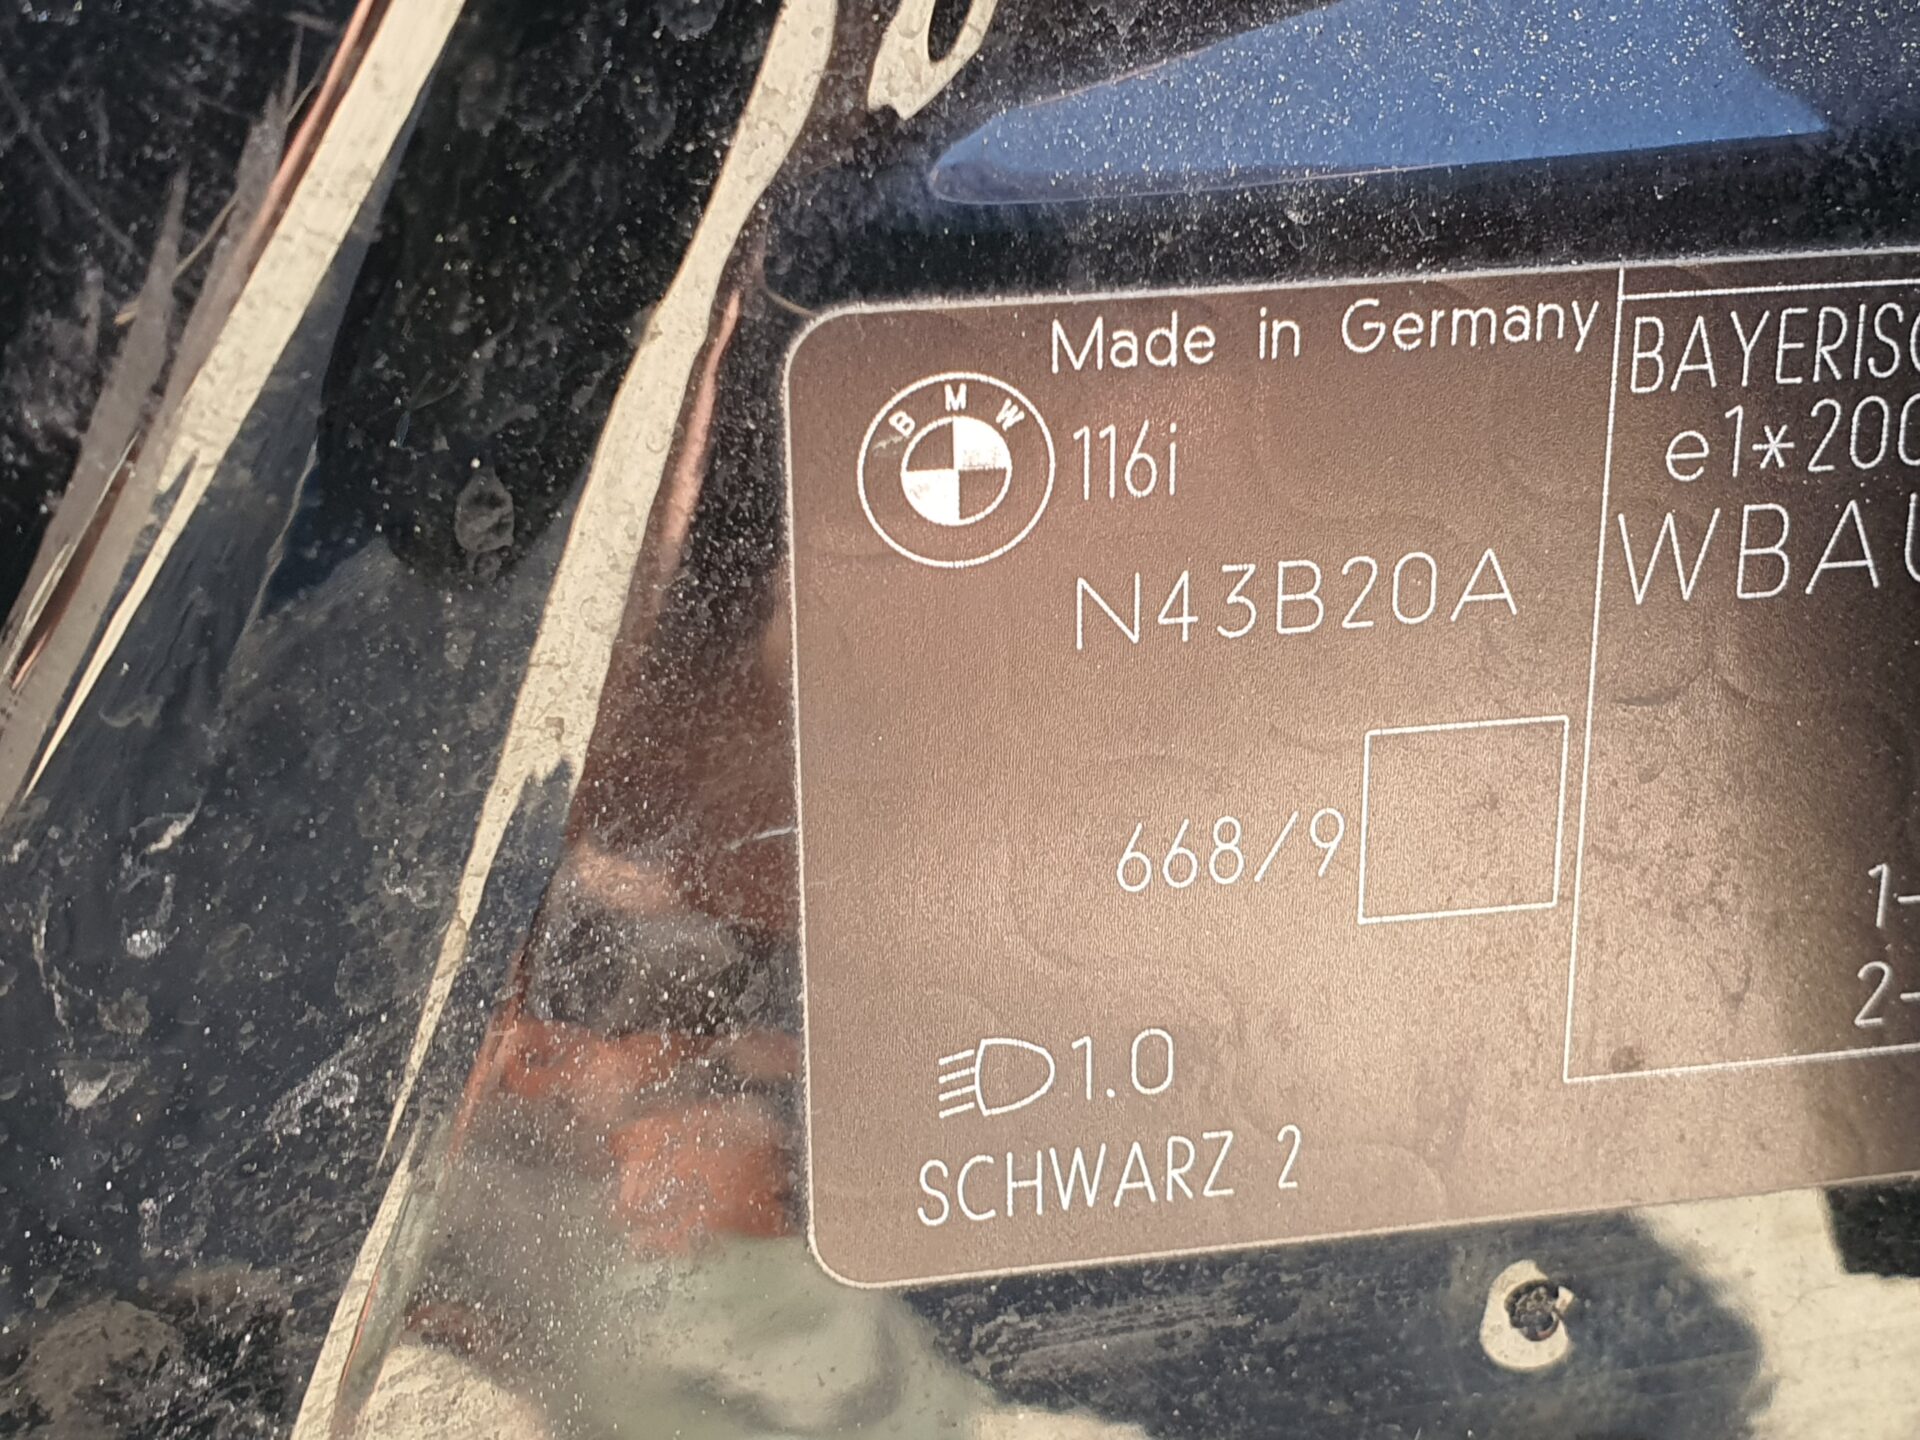 Made in Germany
BMW
116i
N43B20A
668/9
1.0
SCHWARZ 2
BAYERISC
e1*200
WBAU
1-
2-